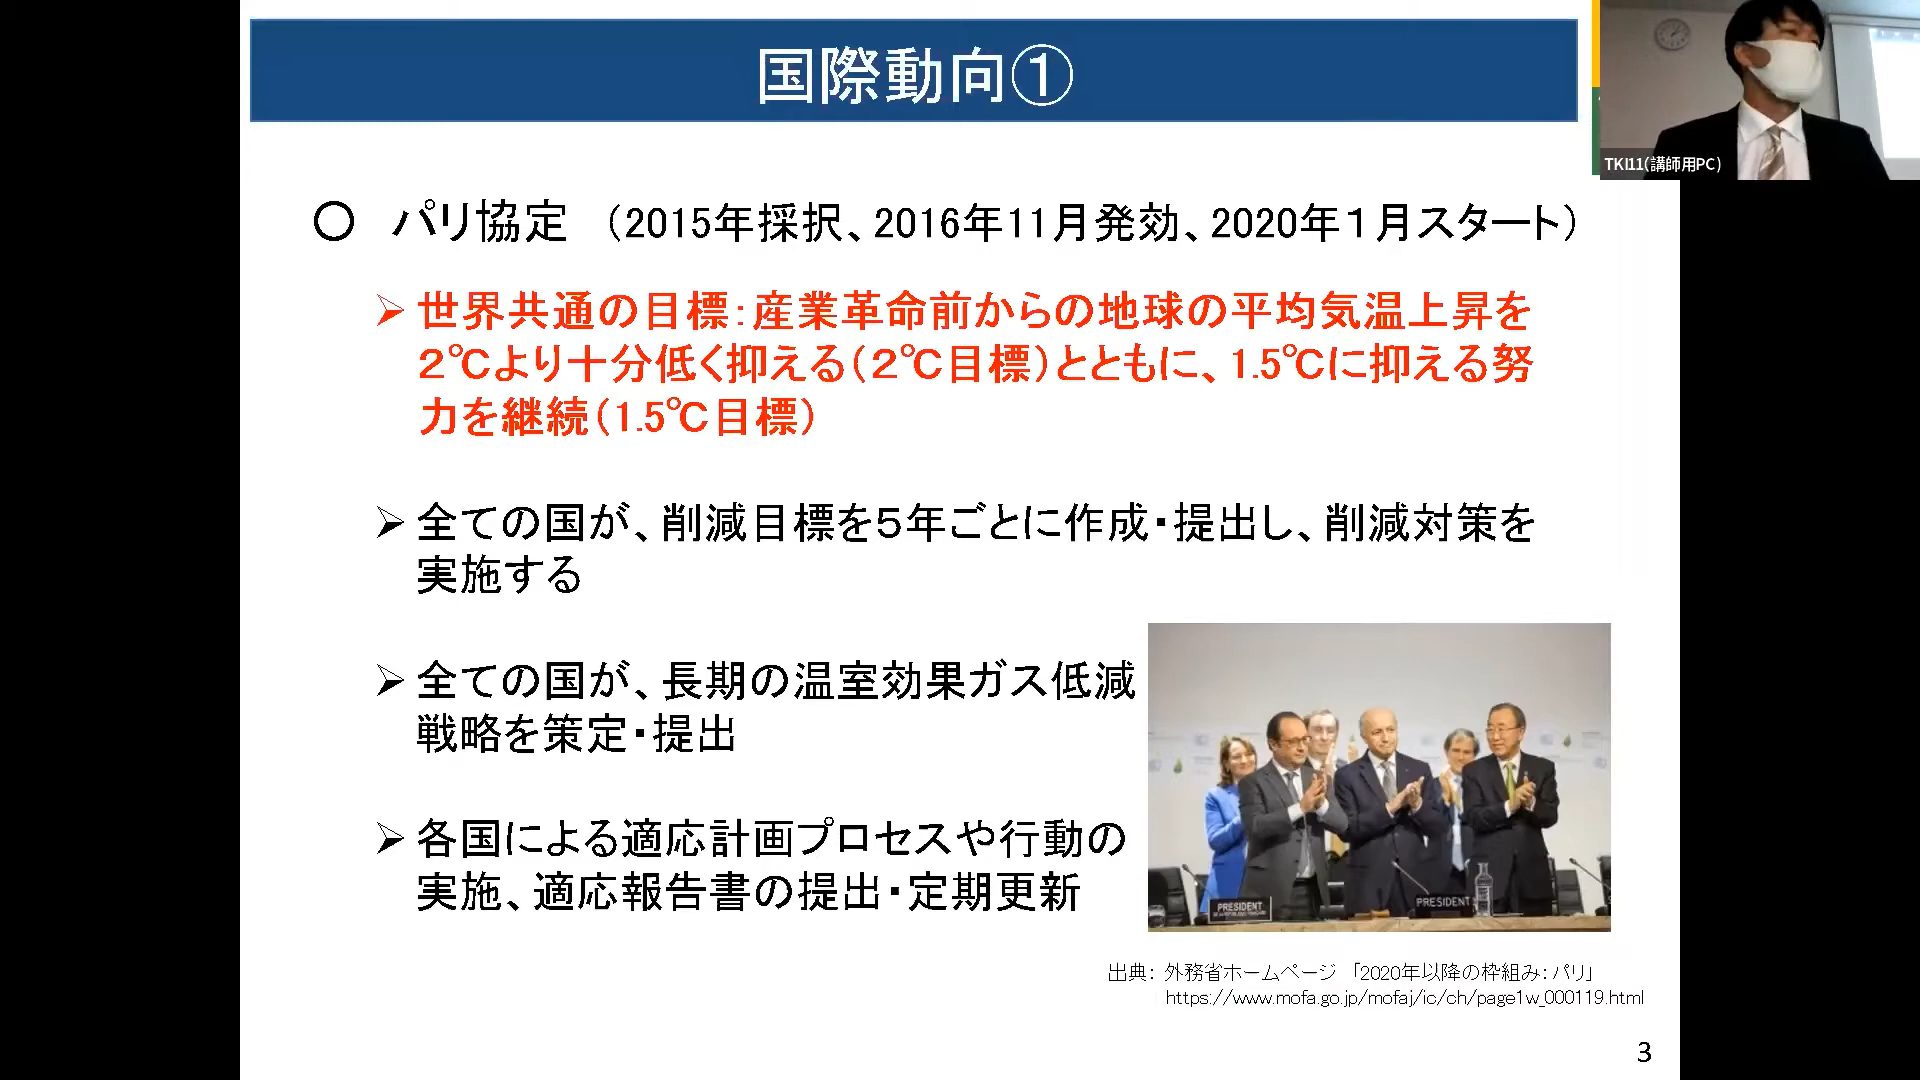 国際動向①
TKI11(講師用PC)
〇 パリ協定 （2015年採択、2016年11月発効、2020年１月スタート）
➢ 世界共通の目標：産業革命前からの地球の平均気温上昇を
２℃より十分低く抑える（２℃目標）とともに、1.5℃に抑える努
力を継続（1.5℃目標）
➢ 全ての国が、削減目標を５年ごとに作成・提出し、削減対策を
実施する
➢ 全ての国が、長期の温室効果ガス低減
戦略を策定・提出
➢ 各国による適応計画プロセスや行動の
実施、適応報告書の提出・定期更新
PRESIDENT
PRESIDENT
出典： 外務省ホームページ 「2020年以降の枠組み：パリ」
https://www.mofa.go.jp/mofaj/ic/ch/page1w_000119.html
3